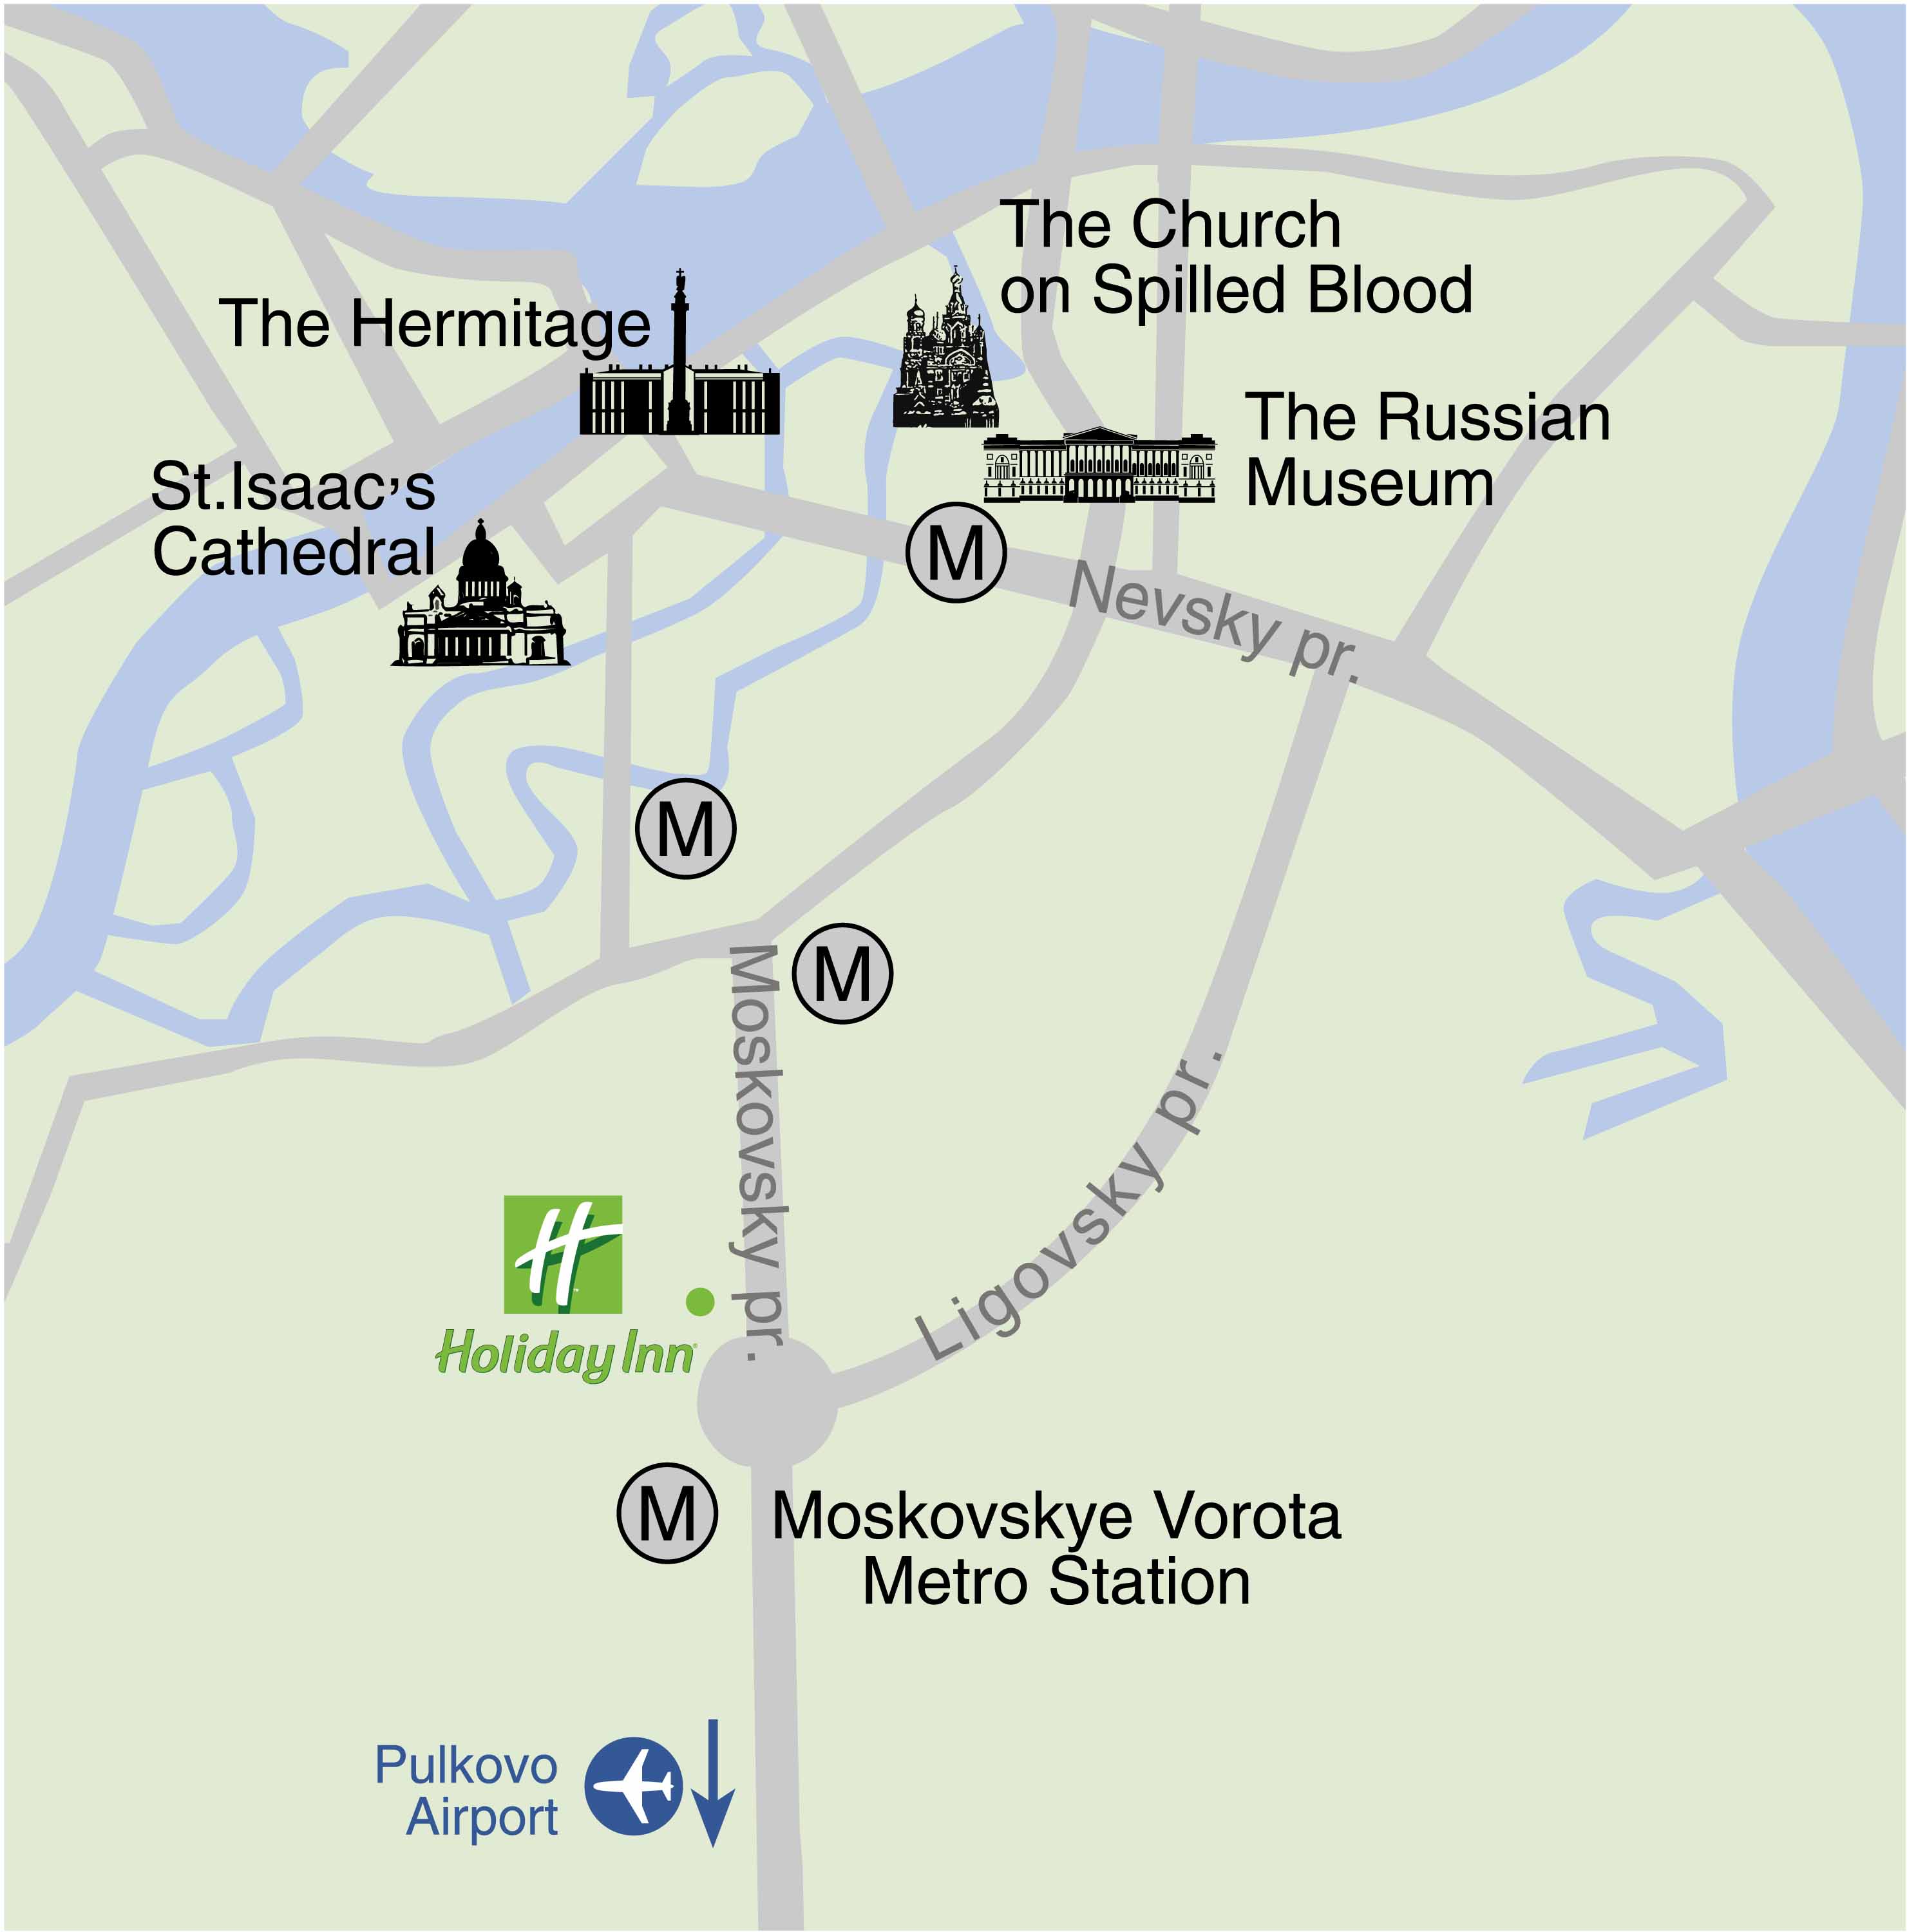 The Church
on Spilled Blood
The Hermitage
The Russian
Museum
St.Isaac's
Cathedral
M
Nevsky pr.
M
M
Moskovsky pr.
Ligovsky pr.
H
Holiday Inn
M
Moskovskye Vorota
Metro Station
Pulkovo
Airport